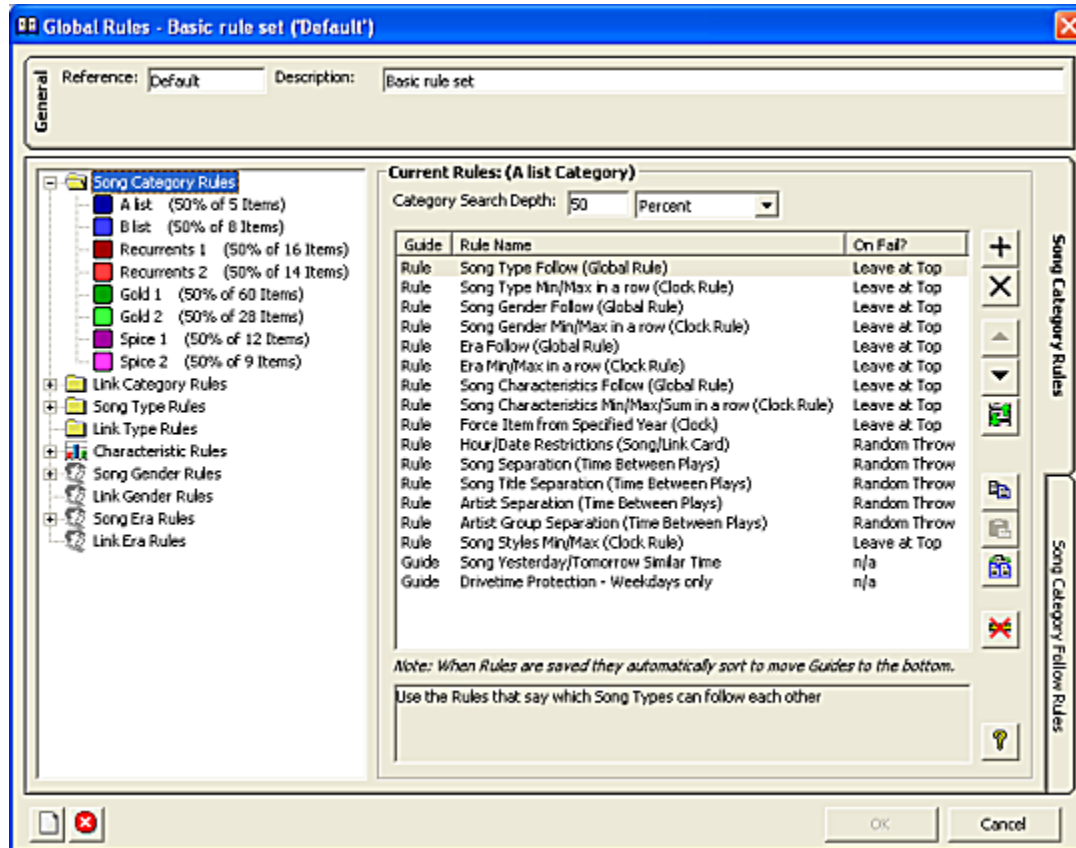 Global Rules - Basic rule set ('Default')
General
Reference: Default Description: Basic rule set
Song Category Rules
A list (50% of 5 Items)
B list (50% of 8 Items)
Recurrents 1 (50% of 16 Items)
Recurrents 2 (50% of 14 Items)
Gold 1 (50% of 60 Items)
Gold 2 (50% of 28 Items)
Spice 1 (50% of 12 Items)
Spice 2 (50% of 9 Items)
Link Category Rules
Song Type Rules
Link Type Rules
Characteristic Rules
Song Gender Rules
Link Gender Rules
Song Era Rules
Link Era Rules
Current Rules: (A list Category)
Category Search Depth: 50 Percent
Guide Rule Name On Fail?
Rule Song Type Follow (Global Rule) Leave at Top
Rule Song Type Min/Max in a row (Clock Rule) Leave at Top
Rule Song Gender Follow (Global Rule) Leave at Top
Rule Song Gender Min/Max in a row (Clock Rule) Leave at Top
Rule Era Follow (Global Rule) Leave at Top
Rule Era Min/Max in a row (Clock Rule) Leave at Top
Rule Song Characteristics Follow (Global Rule) Leave at Top
Rule Song Characteristics Min/Max/Sum in a row (Clock Rule) Leave at Top
Rule Force Item from Specified Year (Clock) Leave at Top
Rule Hour/Date Restrictions (Song/Link Card) Random Throw
Rule Song Separation (Time Between Plays) Random Throw
Rule Song Title Separation (Time Between Plays) Random Throw
Rule Artist Separation (Time Between Plays) Random Throw
Rule Artist Group Separation (Time Between Plays) Random Throw
Rule Song Styles Min/Max (Clock Rule) Leave at Top
Guide Song Yesterday/Tomorrow Similar Time n/a
Guide Drivetime Protection - Weekdays only n/a
Note: When Rules are saved they automatically sort to move Guides to the bottom.
Use the Rules that say which Song Types can follow each other
Song Category Rules
Song Category Follow Rules
OK Cancel